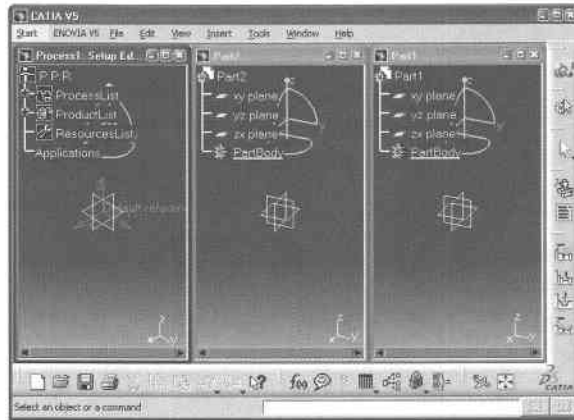 CATIA V5
Start ENOVIA V5 File Edit View Insert Tools Window Help
Process1. Setup Ed..
P.P.R
ProcessList
ProductList
ResourcesList
Applications
x y
Part2
xy plane
yz plane
zx plane
PartBody
z
x y
Part1
Part1
xy plane
yz plane
zx plane
PartBody
z
x y
f(x)
CATIA
Select an object or a command